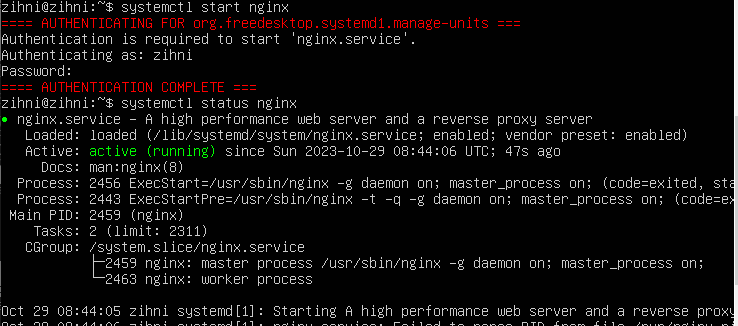 zihni@zihni:~$ systemctl start nginx
==== AUTHENTICATING FOR org.freedesktop.systemd1.manage-units ===
Authentication is required to start 'nginx.service'.
Authenticating as: zihni
Password:
==== AUTHENTICATION COMPLETE ===
zihni@zihni:~$ systemctl status nginx
● nginx.service - A high performance web server and a reverse proxy server
Loaded: loaded (/lib/systemd/system/nginx.service; enabled; vendor preset: enabled)
Active: active (running) since Sun 2023-10-29 08:44:06 UTC; 47s ago
Docs: man:nginx(8)
Process: 2456 ExecStart=/usr/sbin/nginx -g daemon on; master_process on; (code=exited, sta
Process: 2443 ExecStartPre=/usr/sbin/nginx -t -q -g daemon on; master_process on; (code=ex
Main PID: 2459 (nginx)
Tasks: 2 (limit: 2311)
CGroup: /system.slice/nginx.service
├─2459 nginx: master process /usr/sbin/nginx -g daemon on; master_process on;
└─2463 nginx: worker process
Oct 29 08:44:05 zihni systemd[1]: Starting A high performance web server and a reverse proxy
Oct 29 08:44:06 zihni systemd[1]: nginx.service: Failed to parse PID from file /run/nginx.p